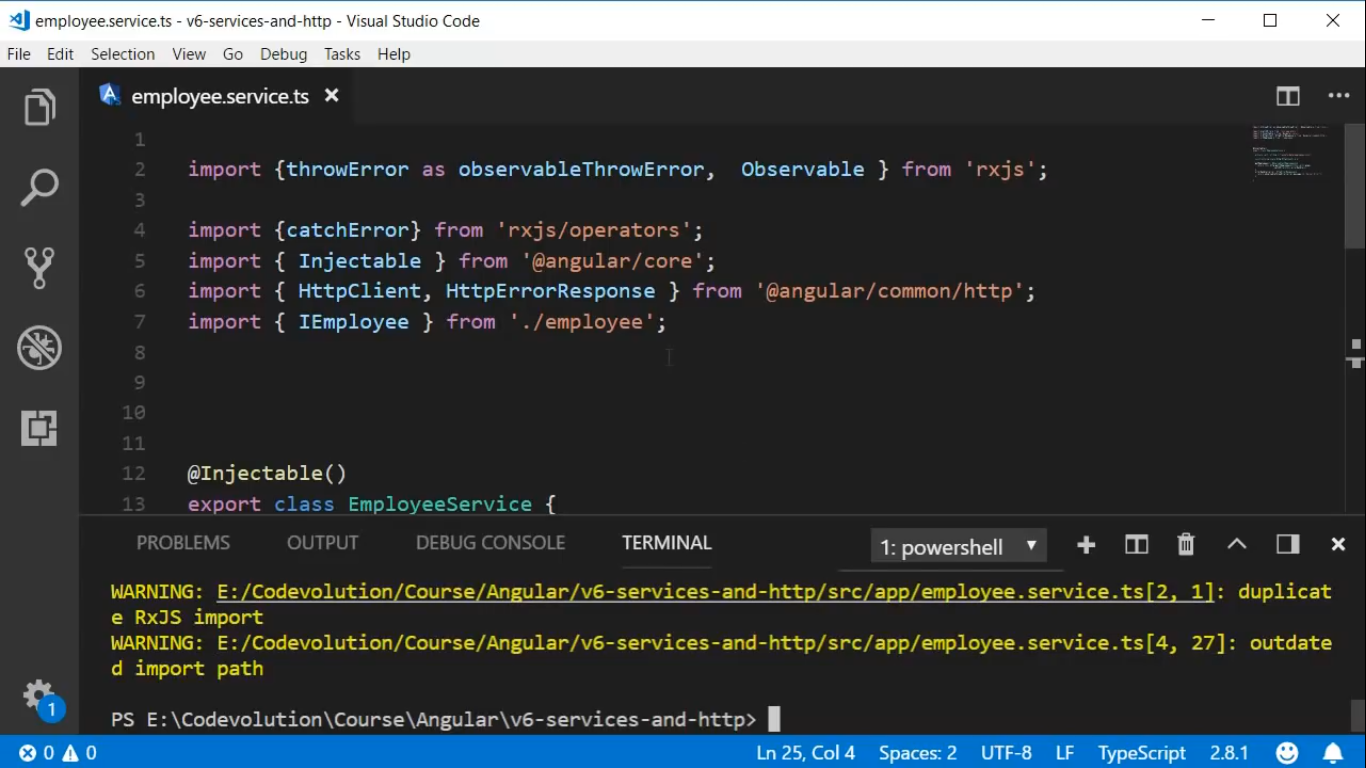 employee.service.ts - v6-services-and-http - Visual Studio Code
File Edit Selection View Go Debug Tasks Help
employee.service.ts
1
2 import {throwError as observableThrowError,  Observable } from 'rxjs';
3
4 import {catchError} from 'rxjs/operators';
5 import { Injectable } from '@angular/core';
6 import { HttpClient, HttpErrorResponse } from '@angular/common/http';
7 import { IEmployee } from './employee';
8
9
10
11
12 @Injectable()
13 export class EmployeeService {
PROBLEMS OUTPUT DEBUG CONSOLE TERMINAL 1: powershell
WARNING: E:/Codevolution/Course/Angular/v6-services-and-http/src/app/employee.service.ts[2, 1]: duplicat
e RxJS import
WARNING: E:/Codevolution/Course/Angular/v6-services-and-http/src/app/employee.service.ts[4, 27]: outdate
d import path
1
PS E:\Codevolution\Course\Angular\v6-services-and-http>
0 0 Ln 25, Col 4 Spaces: 2 UTF-8 LF TypeScript 2.8.1